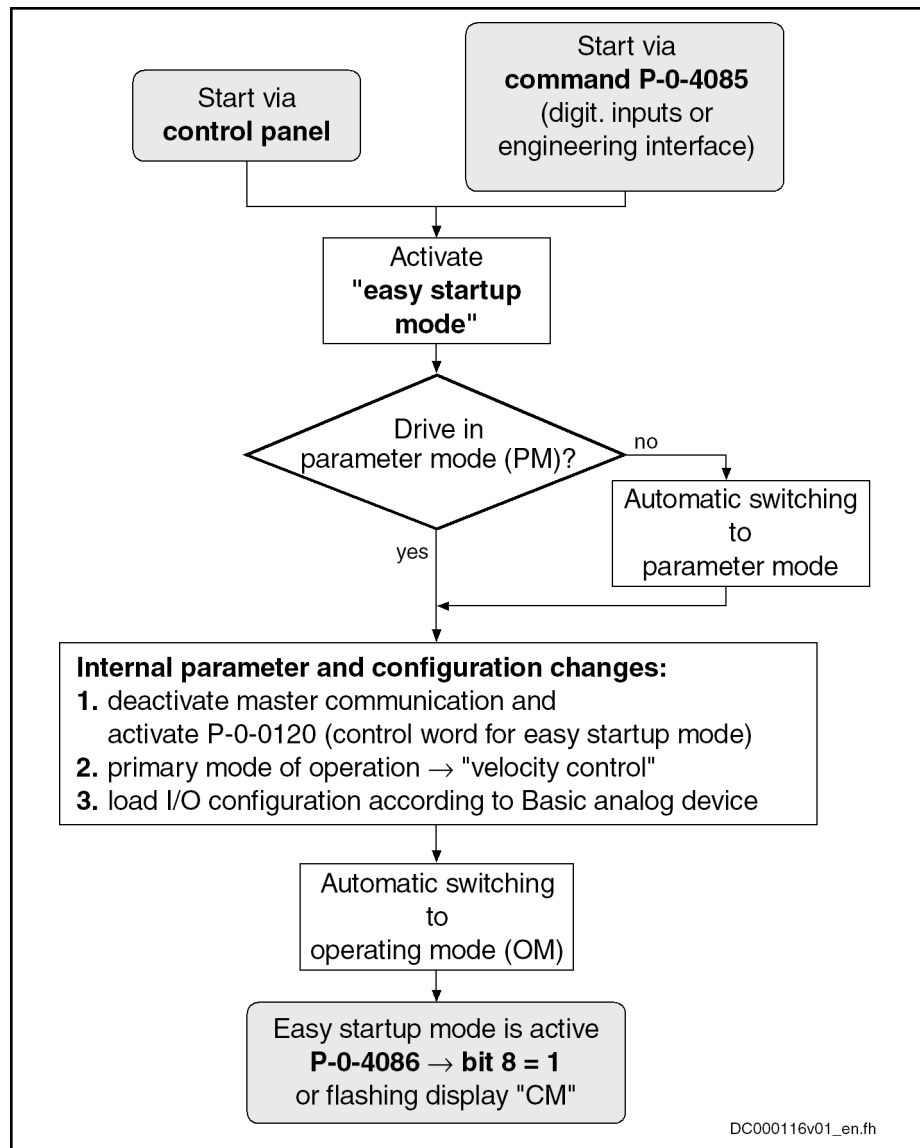 Start via
control panel
Start via
command P-0-4085
(digit. inputs or
engineering interface)
Activate
"easy startup
mode"
Drive in
parameter mode (PM)?
no
yes
Automatic switching
to
parameter mode
Internal parameter and configuration changes:
1. deactivate master communication and
activate P-0-0120 (control word for easy startup mode)
2. primary mode of operation → "velocity control"
3. load I/O configuration according to Basic analog device
Automatic switching
to
operating mode (OM)
Easy startup mode is active
P-0-4086 → bit 8 = 1
or flashing display "CM"
DC000116v01_en.fh